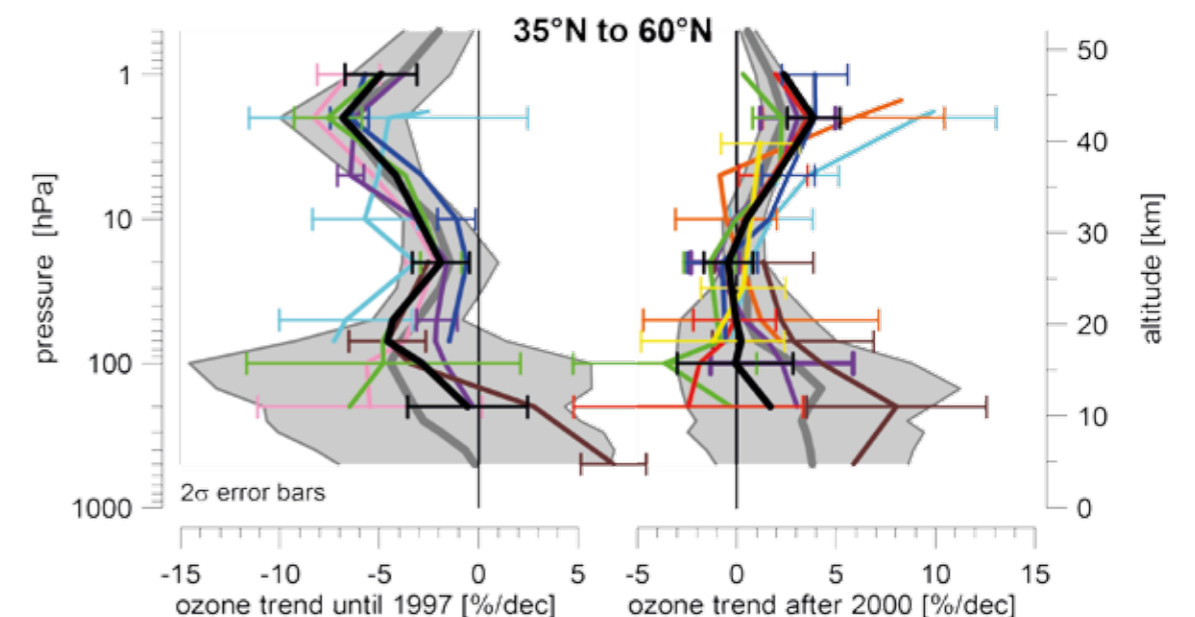 35°N to 60°N
pressure [hPa]
1
10
100
1000
50
40
30
20
10
0
altitude [km]
2σ error bars
-15 -10 -5 0 5
-5 0 5 10 15
ozone trend until 1997 [%/dec]
ozone trend after 2000 [%/dec]